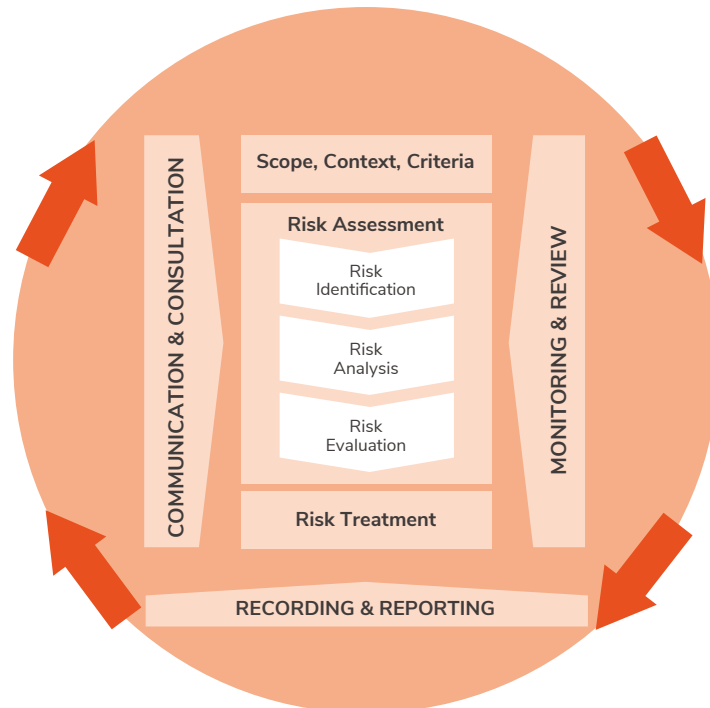 COMMUNICATION & CONSULTATION
Scope, Context, Criteria
Risk Assessment
Risk
Identification
Risk
Analysis
Risk
Evaluation
Risk Treatment
MONITORING & REVIEW
RECORDING & REPORTING